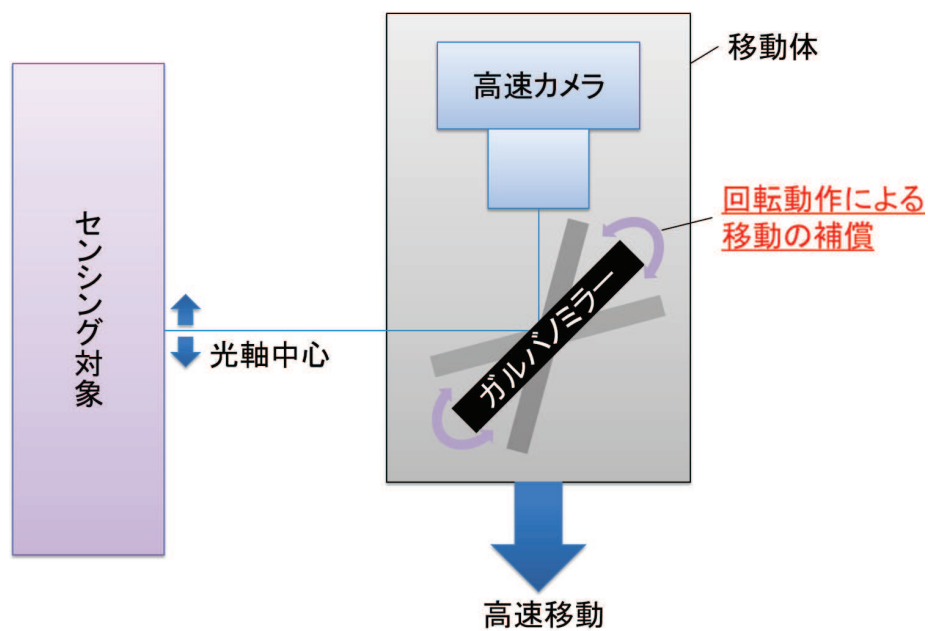 移動体
高速カメラ
回転動作による
移動の補償
センシング対象
ガルバノミラー
光軸中心
高速移動